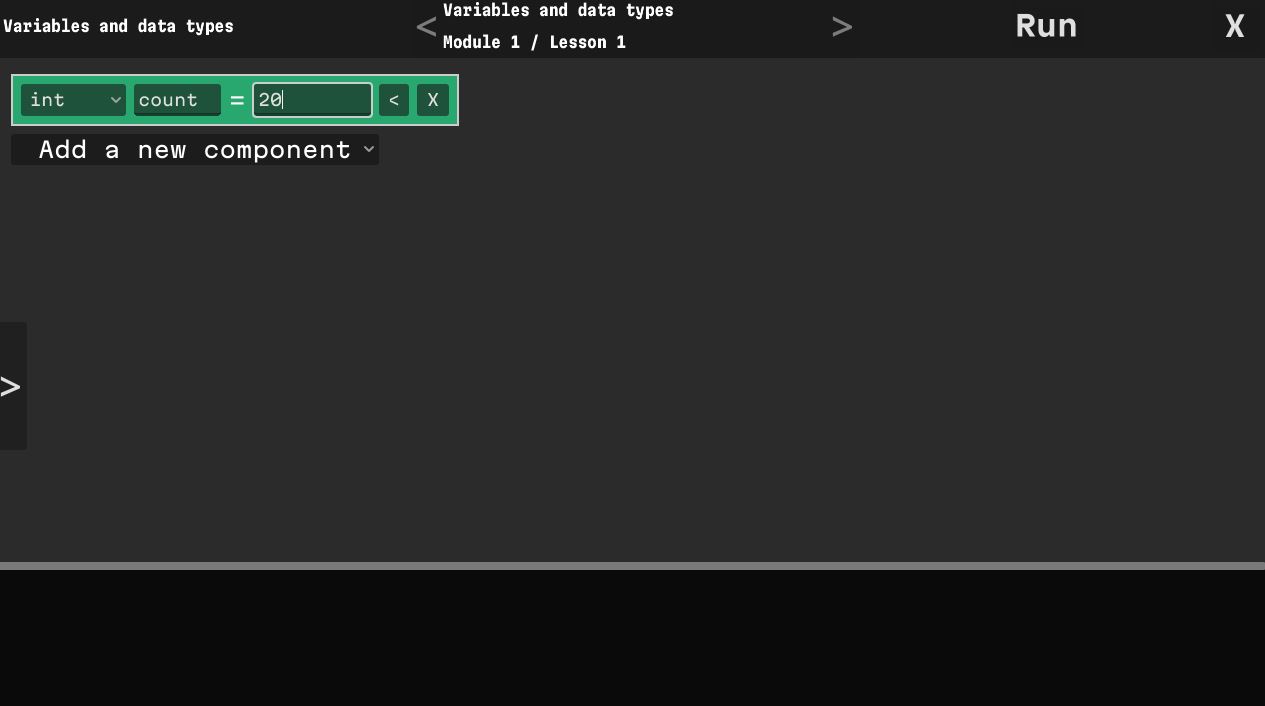 Variables and data types
<
Variables and data types
Module 1 / Lesson 1
>
Run
X
int count = 20 < X
Add a new component
>